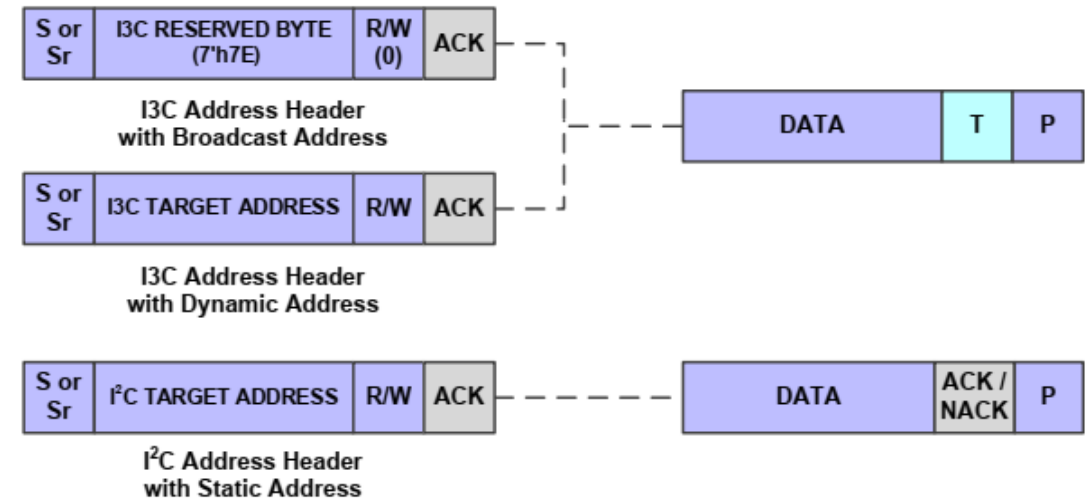 S or
Sr
I3C RESERVED BYTE
(7'h7E)
R/W
(0)
ACK
I3C Address Header
with Broadcast Address
DATA
T
P
S or
Sr
I3C TARGET ADDRESS
R/W
ACK
I3C Address Header
with Dynamic Address
S or
Sr
I²C TARGET ADDRESS
R/W
ACK
DATA
ACK /
NACK
P
I²C Address Header
with Static Address